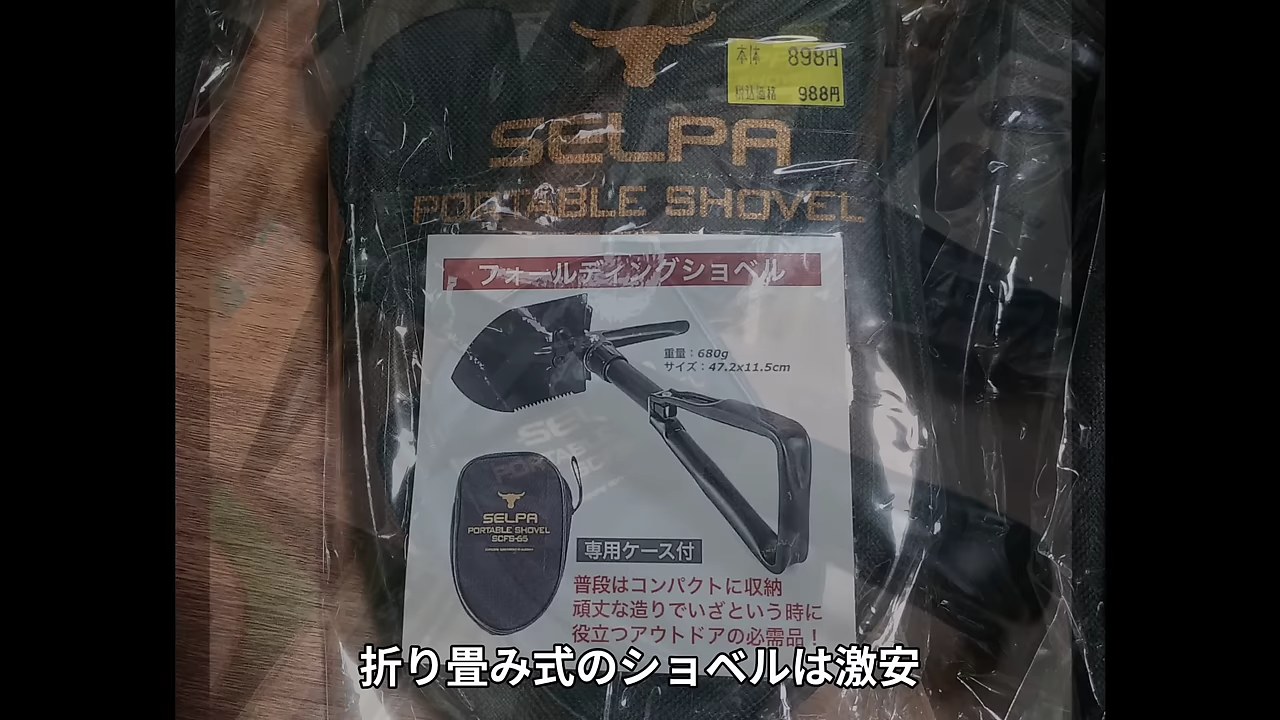 本体 898円
税込価格 988円
SELPA
PORTABLE SHOVEL
フォールディングショベル
重量：680g
サイズ：47.2x11.5cm
SELPA
PORTABLE SHOVEL
SCFS-65
専用ケース付
普段はコンパクトに収納
頑丈な造りでいざという時に
役立つアウトドアの必需品！
折り畳み式のショベルは激安